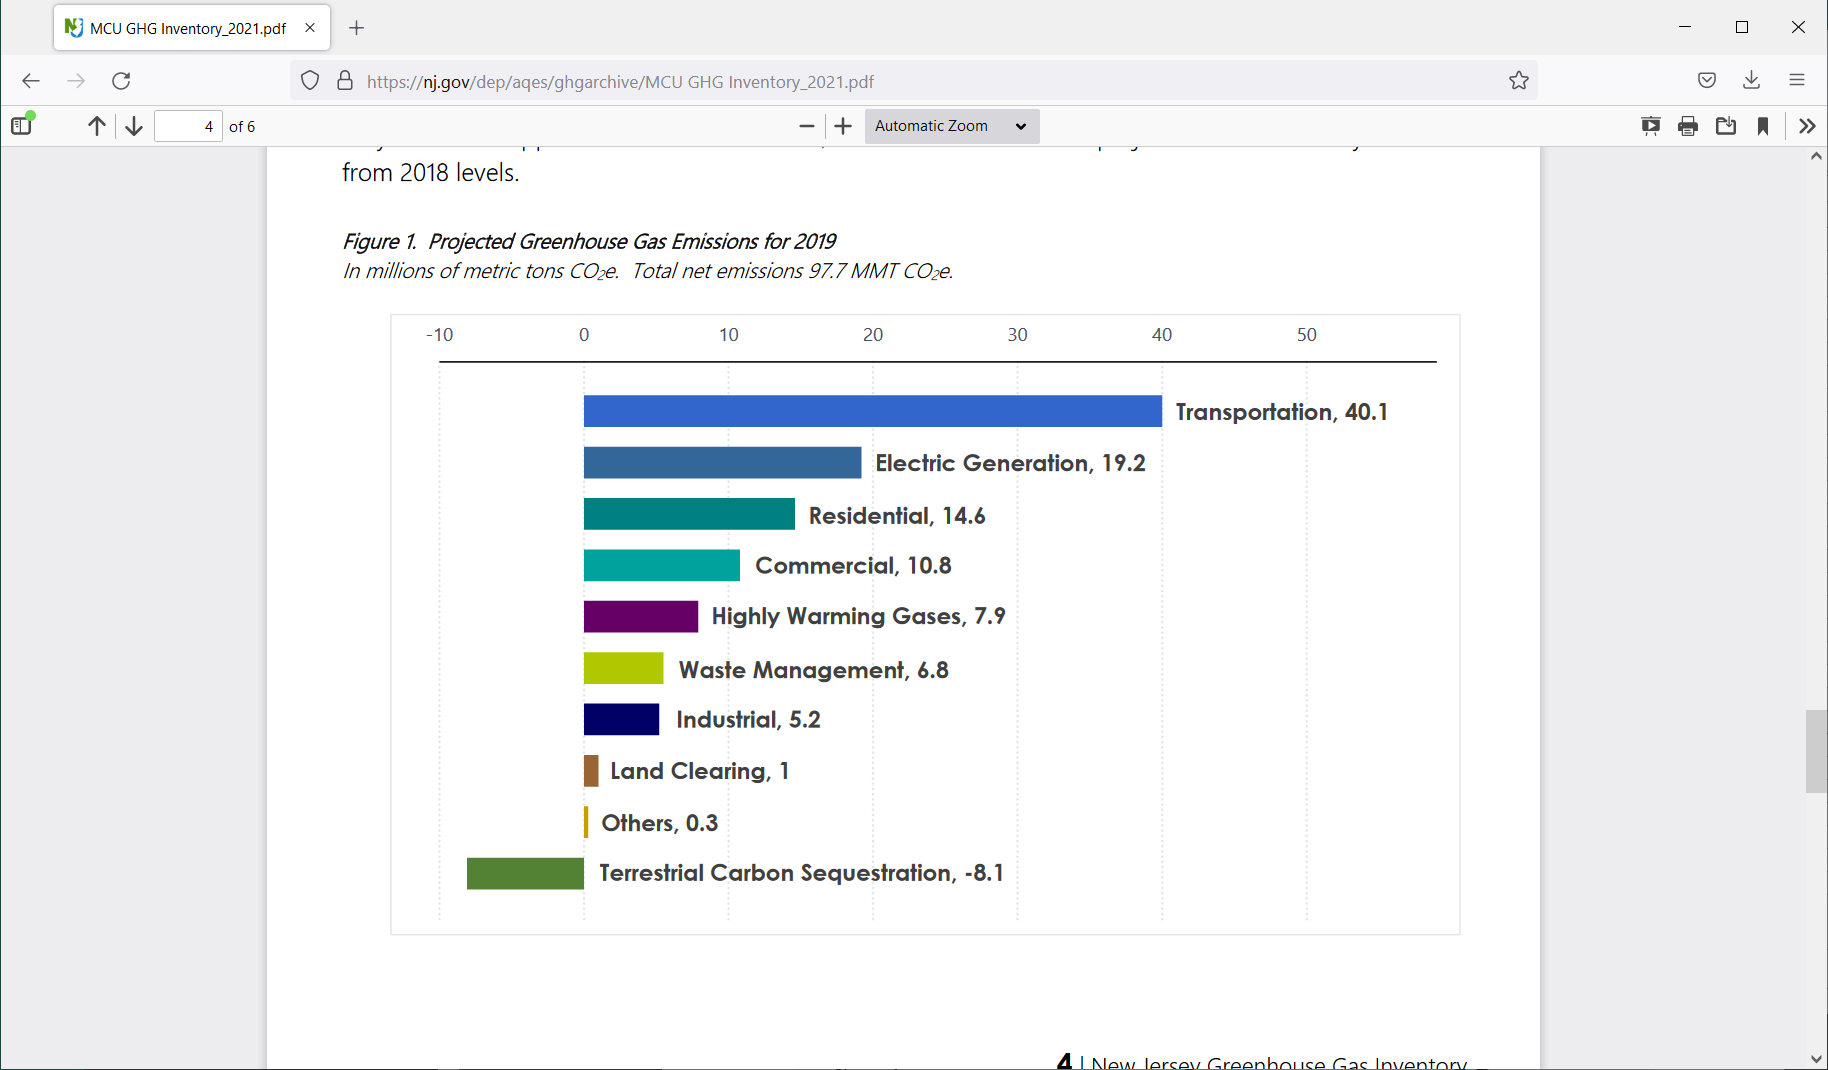 MCU GHG Inventory_2021.pdf
https://nj.gov/dep/aqes/ghgarchive/MCU GHG Inventory_2021.pdf
4 of 6
Automatic Zoom
from 2018 levels.
Figure 1. Projected Greenhouse Gas Emissions for 2019
In millions of metric tons CO₂e. Total net emissions 97.7 MMT CO₂e.
-10 0 10 20 30 40 50
Transportation, 40.1
Electric Generation, 19.2
Residential, 14.6
Commercial, 10.8
Highly Warming Gases, 7.9
Waste Management, 6.8
Industrial, 5.2
Land Clearing, 1
Others, 0.3
Terrestrial Carbon Sequestration, -8.1
4 | New Jersey Greenhouse Gas Inventory